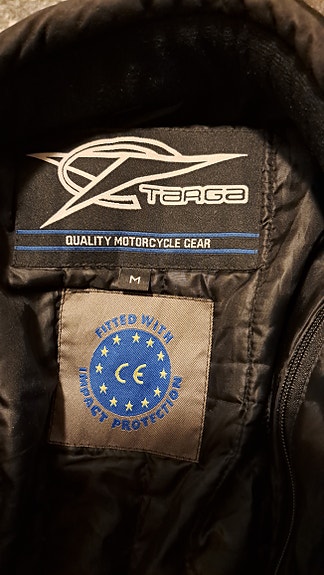 TARGA
QUALITY MOTORCYCLE GEAR
M
FITTED WITH
CE
IMPACT PROTECTION